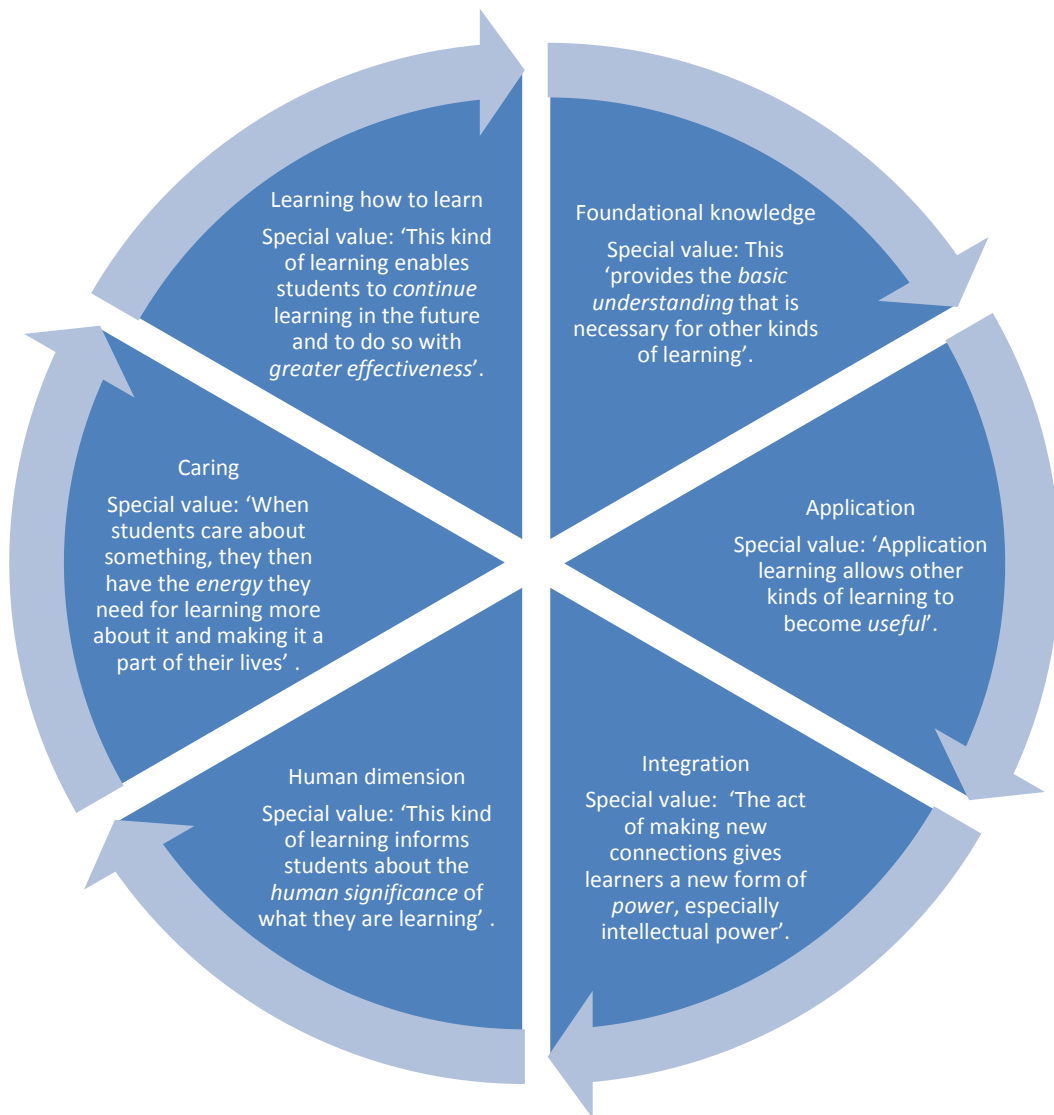 Learning how to learn
Special value: ‘This kind
of learning enables
students to continue
learning in the future
and to do so with
greater effectiveness’.
Foundational knowledge
Special value: This
‘provides the basic
understanding that is
necessary for other kinds
of learning’.
Application
Special value: ‘Application
learning allows other
kinds of learning to
become useful’.
Integration
Special value:  ‘The act
of making new
connections gives
learners a new form of
power, especially
intellectual power’.
Human dimension
Special value: ‘This kind
of learning informs
students about the
human significance of
what they are learning’ .
Caring
Special value: ‘When
students care about
something, they then
have the energy they
need for learning more
about it and making it a
part of their lives’ .